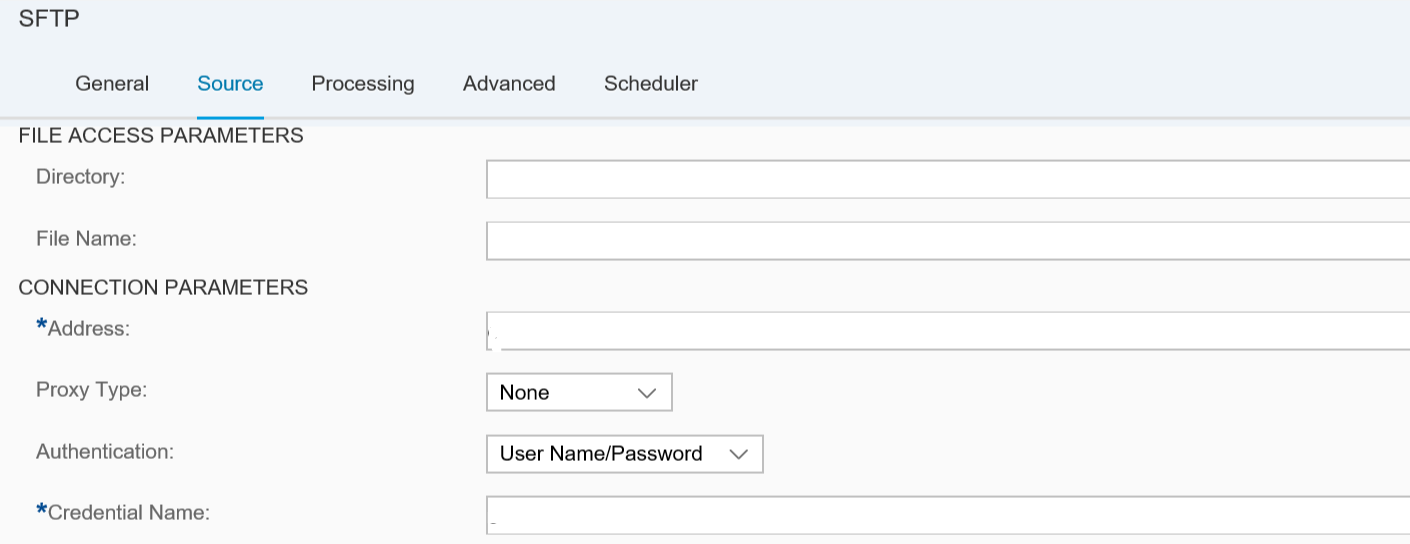 SFTP
General Source Processing Advanced Scheduler
FILE ACCESS PARAMETERS
Directory:
File Name:
CONNECTION PARAMETERS
*Address:
Proxy Type: None
Authentication: User Name/Password
*Credential Name: